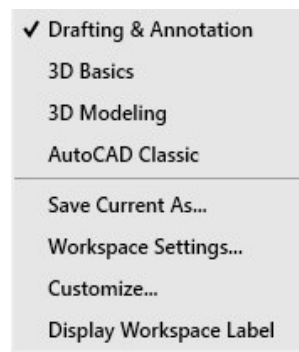 ✓ Drafting & Annotation
3D Basics
3D Modeling
AutoCAD Classic
Save Current As...
Workspace Settings...
Customize...
Display Workspace Label